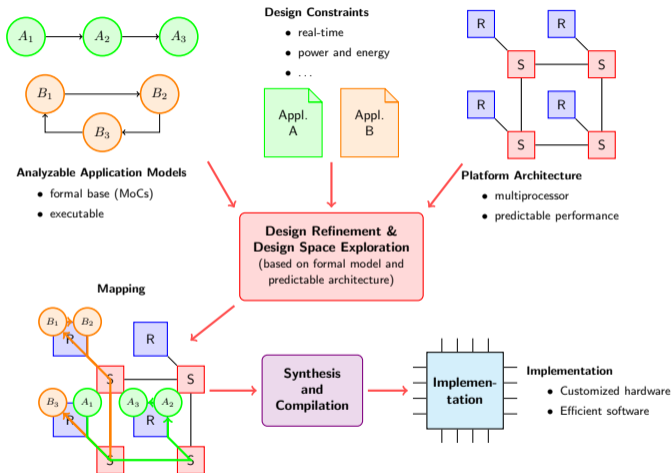 A1
A2
A3
B1
B2
B3
Analyzable Application Models
• formal base (MoCs)
• executable
Design Constraints
• real-time
• power and energy
• . . .
Appl.
A
Appl.
B
R
R
S
S
R
R
S
S
Platform Architecture
• multiprocessor
• predictable performance
Design Refinement &
Design Space Exploration
(based on formal model and
predictable architecture)
Mapping
B1
B2
R
R
S
S
B3
A1
A3
A2
R
R
S
S
Synthesis
and
Compilation
Implemen-
tation
Implementation
• Customized hardware
• Efficient software